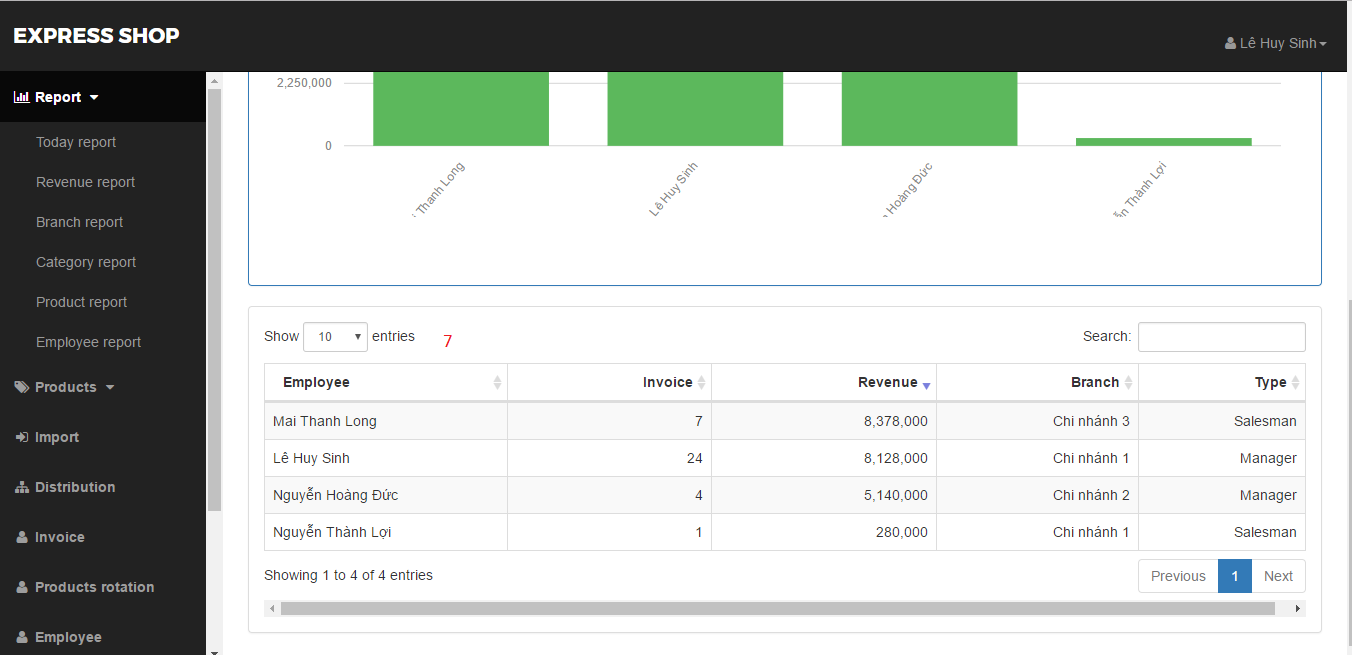 EXPRESS SHOP
Lê Huy Sinh
Report
Today report
Revenue report
Branch report
Category report
Product report
Employee report
Products
Import
Distribution
Invoice
Products rotation
Employee
2,250,000
0
Thanh Long
Lê Huy Sinh
Hoàng Đức
Thành Lợi
Show 10 entries 7 Search:
Employee Invoice Revenue Branch Type
Mai Thanh Long 7 8,378,000 Chi nhánh 3 Salesman
Lê Huy Sinh 24 8,128,000 Chi nhánh 1 Manager
Nguyễn Hoàng Đức 4 5,140,000 Chi nhánh 2 Manager
Nguyễn Thành Lợi 1 280,000 Chi nhánh 1 Salesman
Showing 1 to 4 of 4 entries Previous 1 Next